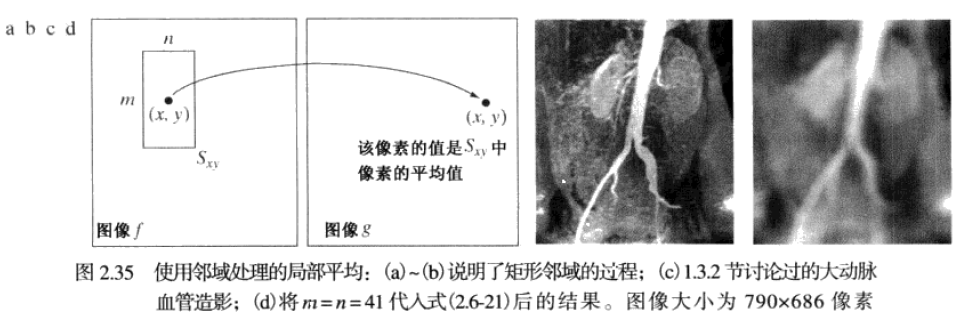 a b c d
n
m
(x, y)
Sxy
图像 f
(x, y)
该像素的值是 Sxy 中
像素的平均值
图像 g
图 2.35 使用邻域处理的局部平均：(a)~(b)说明了矩形邻域的过程；(c)1.3.2 节讨论过的大动脉
血管造影；(d)将 m=n=41 代入式(2.6-21)后的结果。图像大小为 790×686 像素